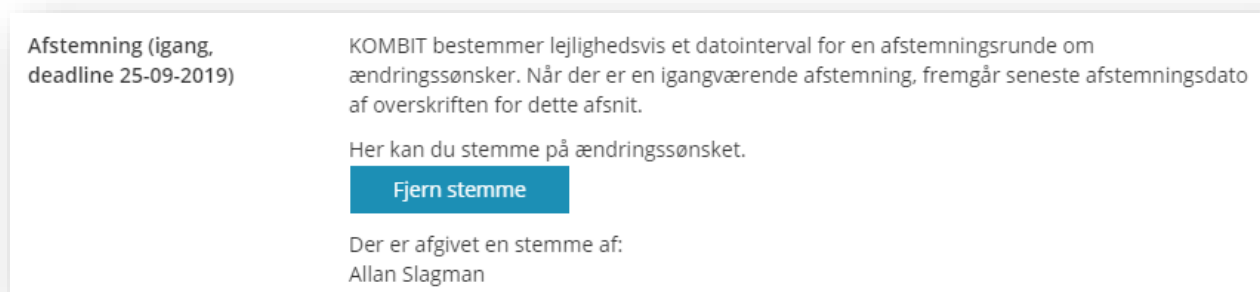 Afstemning (igang,
deadline 25-09-2019)
KOMBIT bestemmer lejlighedsvis et datointerval for en afstemningsrunde om
ændringssønsker. Når der er en igangværende afstemning, fremgår seneste afstemningsdato
af overskriften for dette afsnit.
Her kan du stemme på ændringssønsket.
Fjern stemme
Der er afgivet en stemme af:
Allan Slagman